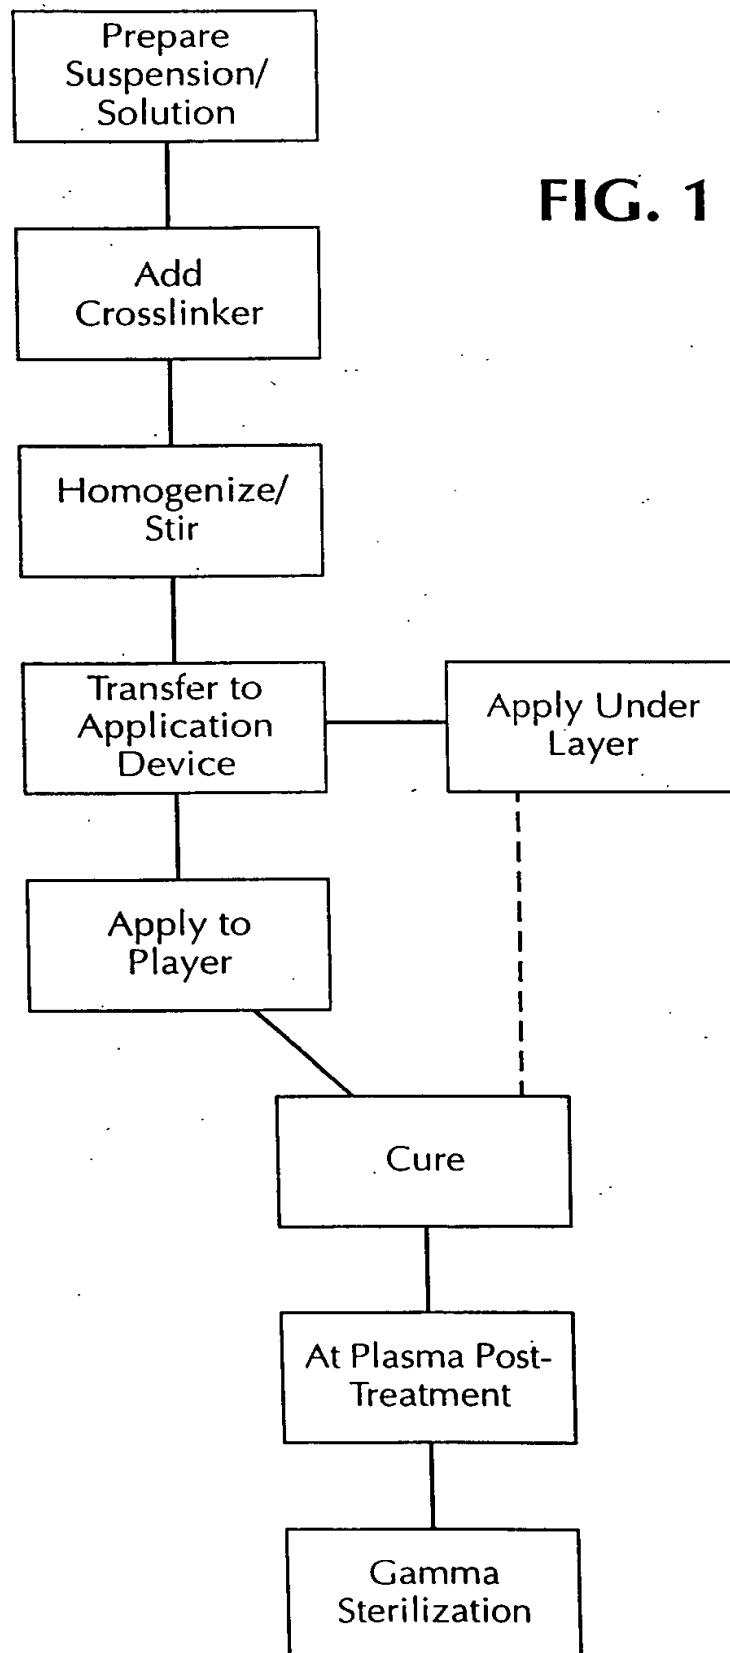 Prepare
Suspension/
Solution
FIG. 1
Add
Crosslinker
Homogenize/
Stir
Transfer to
Application
Device
Apply Under
Layer
Apply to
Player
Cure
At Plasma Post-
Treatment
Gamma
Sterilization